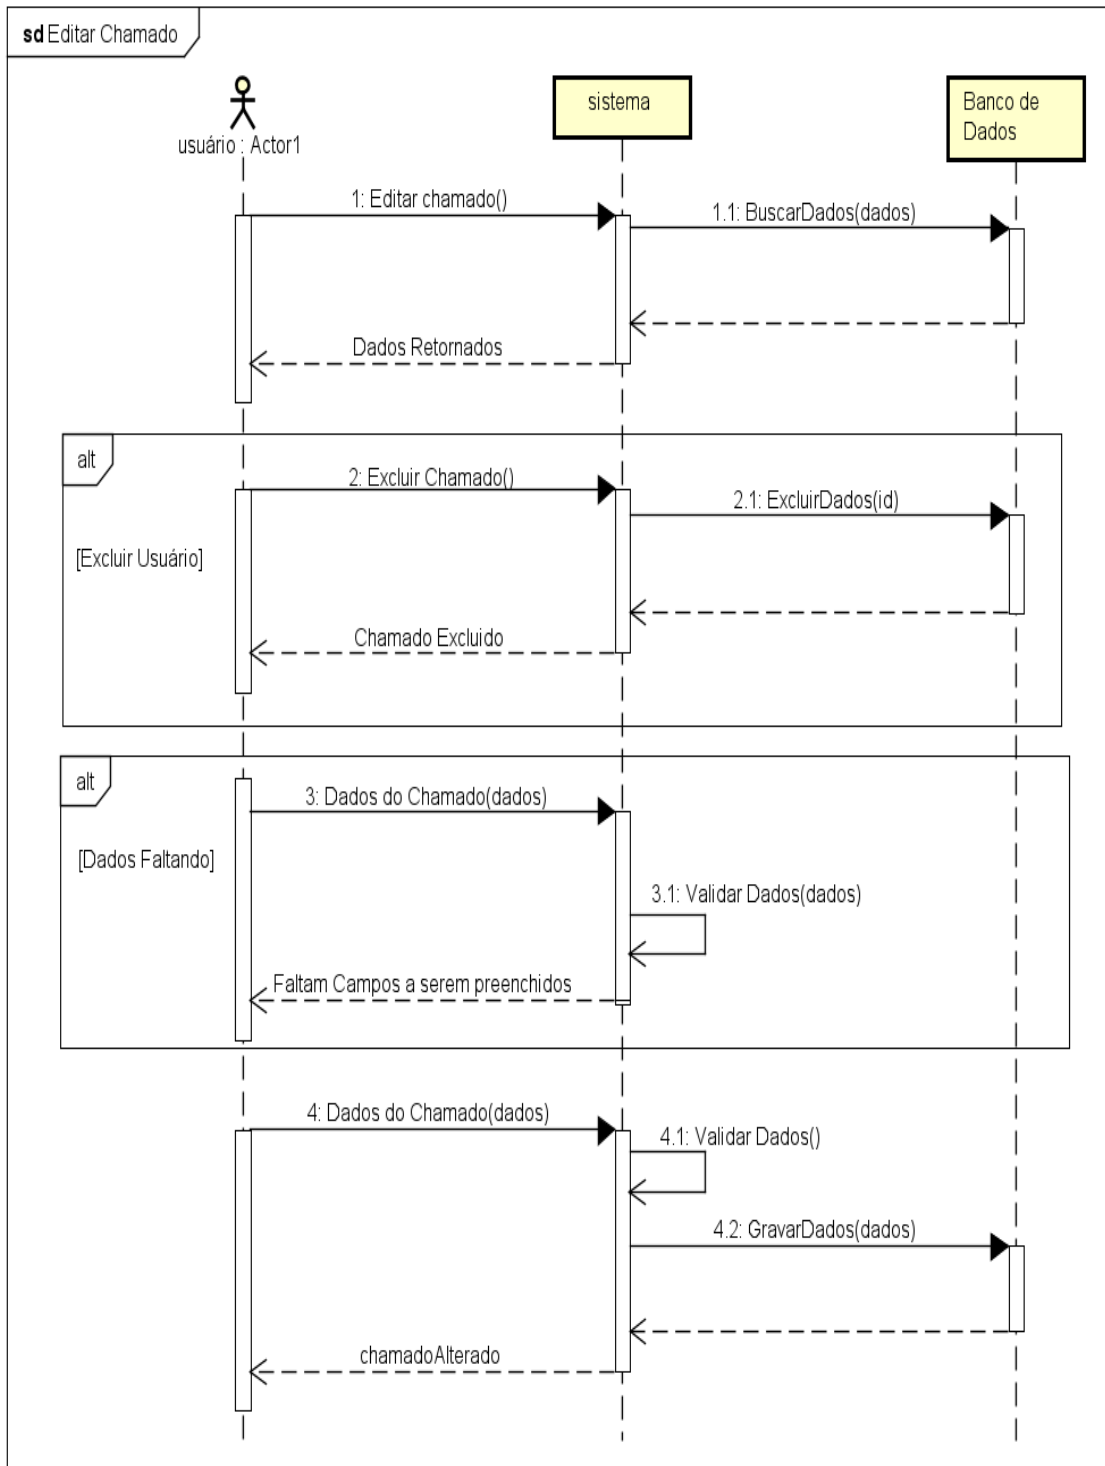 sd Editar Chamado
usuário : Actor1
sistema
Banco de
Dados
1: Editar chamado()
1.1: BuscarDados(dados)
Dados Retornados
alt
2: Excluir Chamado()
2.1: ExcluirDados(id)
[Excluir Usuário]
Chamado Excluido
alt
3: Dados do Chamado(dados)
[Dados Faltando]
3.1: Validar Dados(dados)
Faltam Campos a serem preenchidos
4: Dados do Chamado(dados)
4.1: Validar Dados()
4.2: GravarDados(dados)
chamadoAlterado